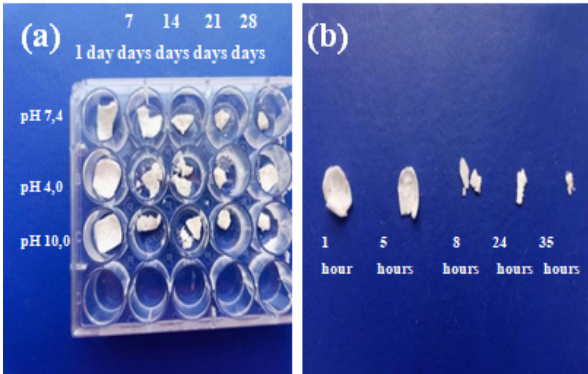 (a)
7 14 21 28
1 day days days days days
pH 7,4
pH 4,0
pH 10,0
(b)
1 5 8 24 35
hour hours hours hours hours